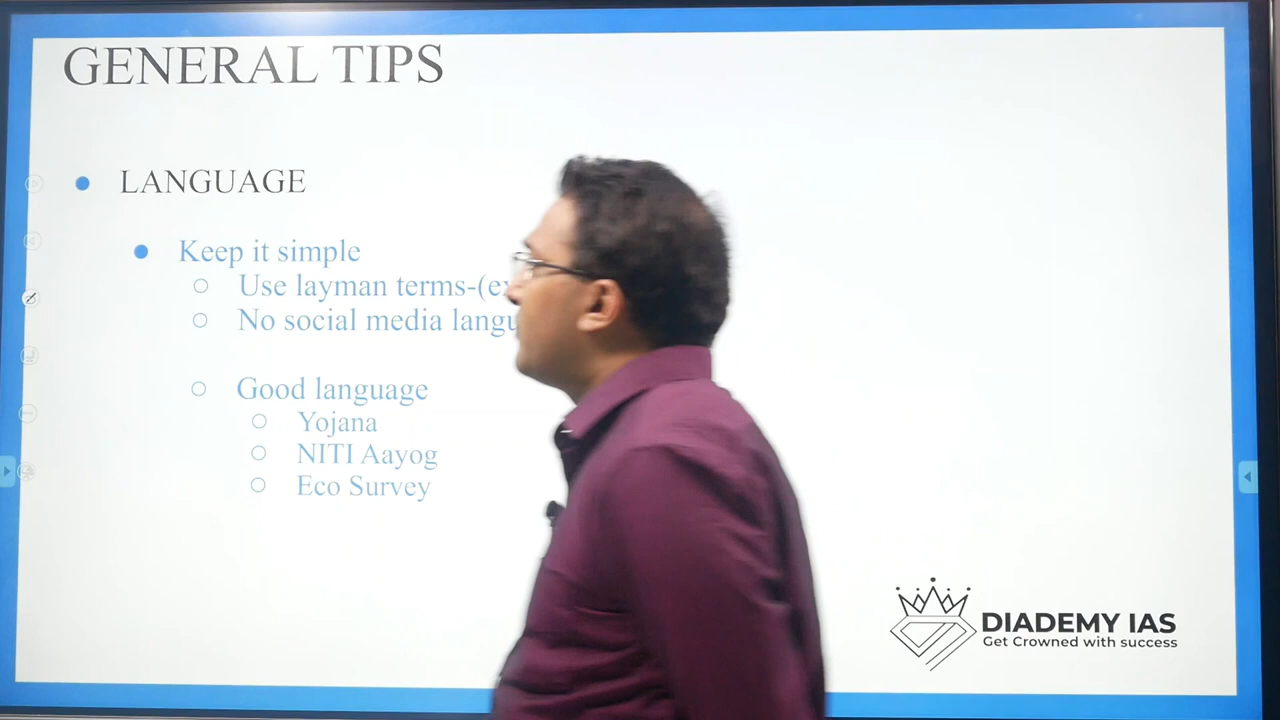 GENERAL TIPS
LANGUAGE
Keep it simple
Use layman terms-(ex
No social media langu
Good language
Yojana
NITI Aayog
Eco Survey
DIADEMY IAS
Get Crowned with success